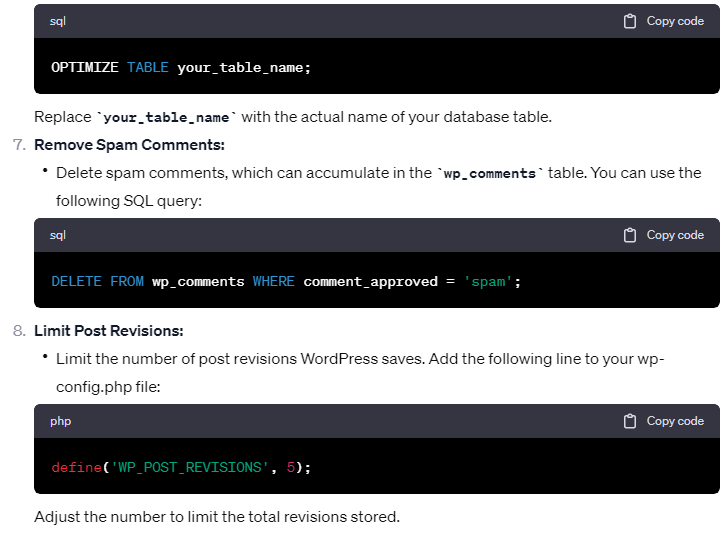 sql Copy code
OPTIMIZE TABLE your_table_name;
Replace `your_table_name` with the actual name of your database table.
7. Remove Spam Comments:
• Delete spam comments, which can accumulate in the `wp_comments` table. You can use the
following SQL query:
sql Copy code
DELETE FROM wp_comments WHERE comment_approved = 'spam';
8. Limit Post Revisions:
• Limit the number of post revisions WordPress saves. Add the following line to your wp-
config.php file:
php Copy code
define('WP_POST_REVISIONS', 5);
Adjust the number to limit the total revisions stored.